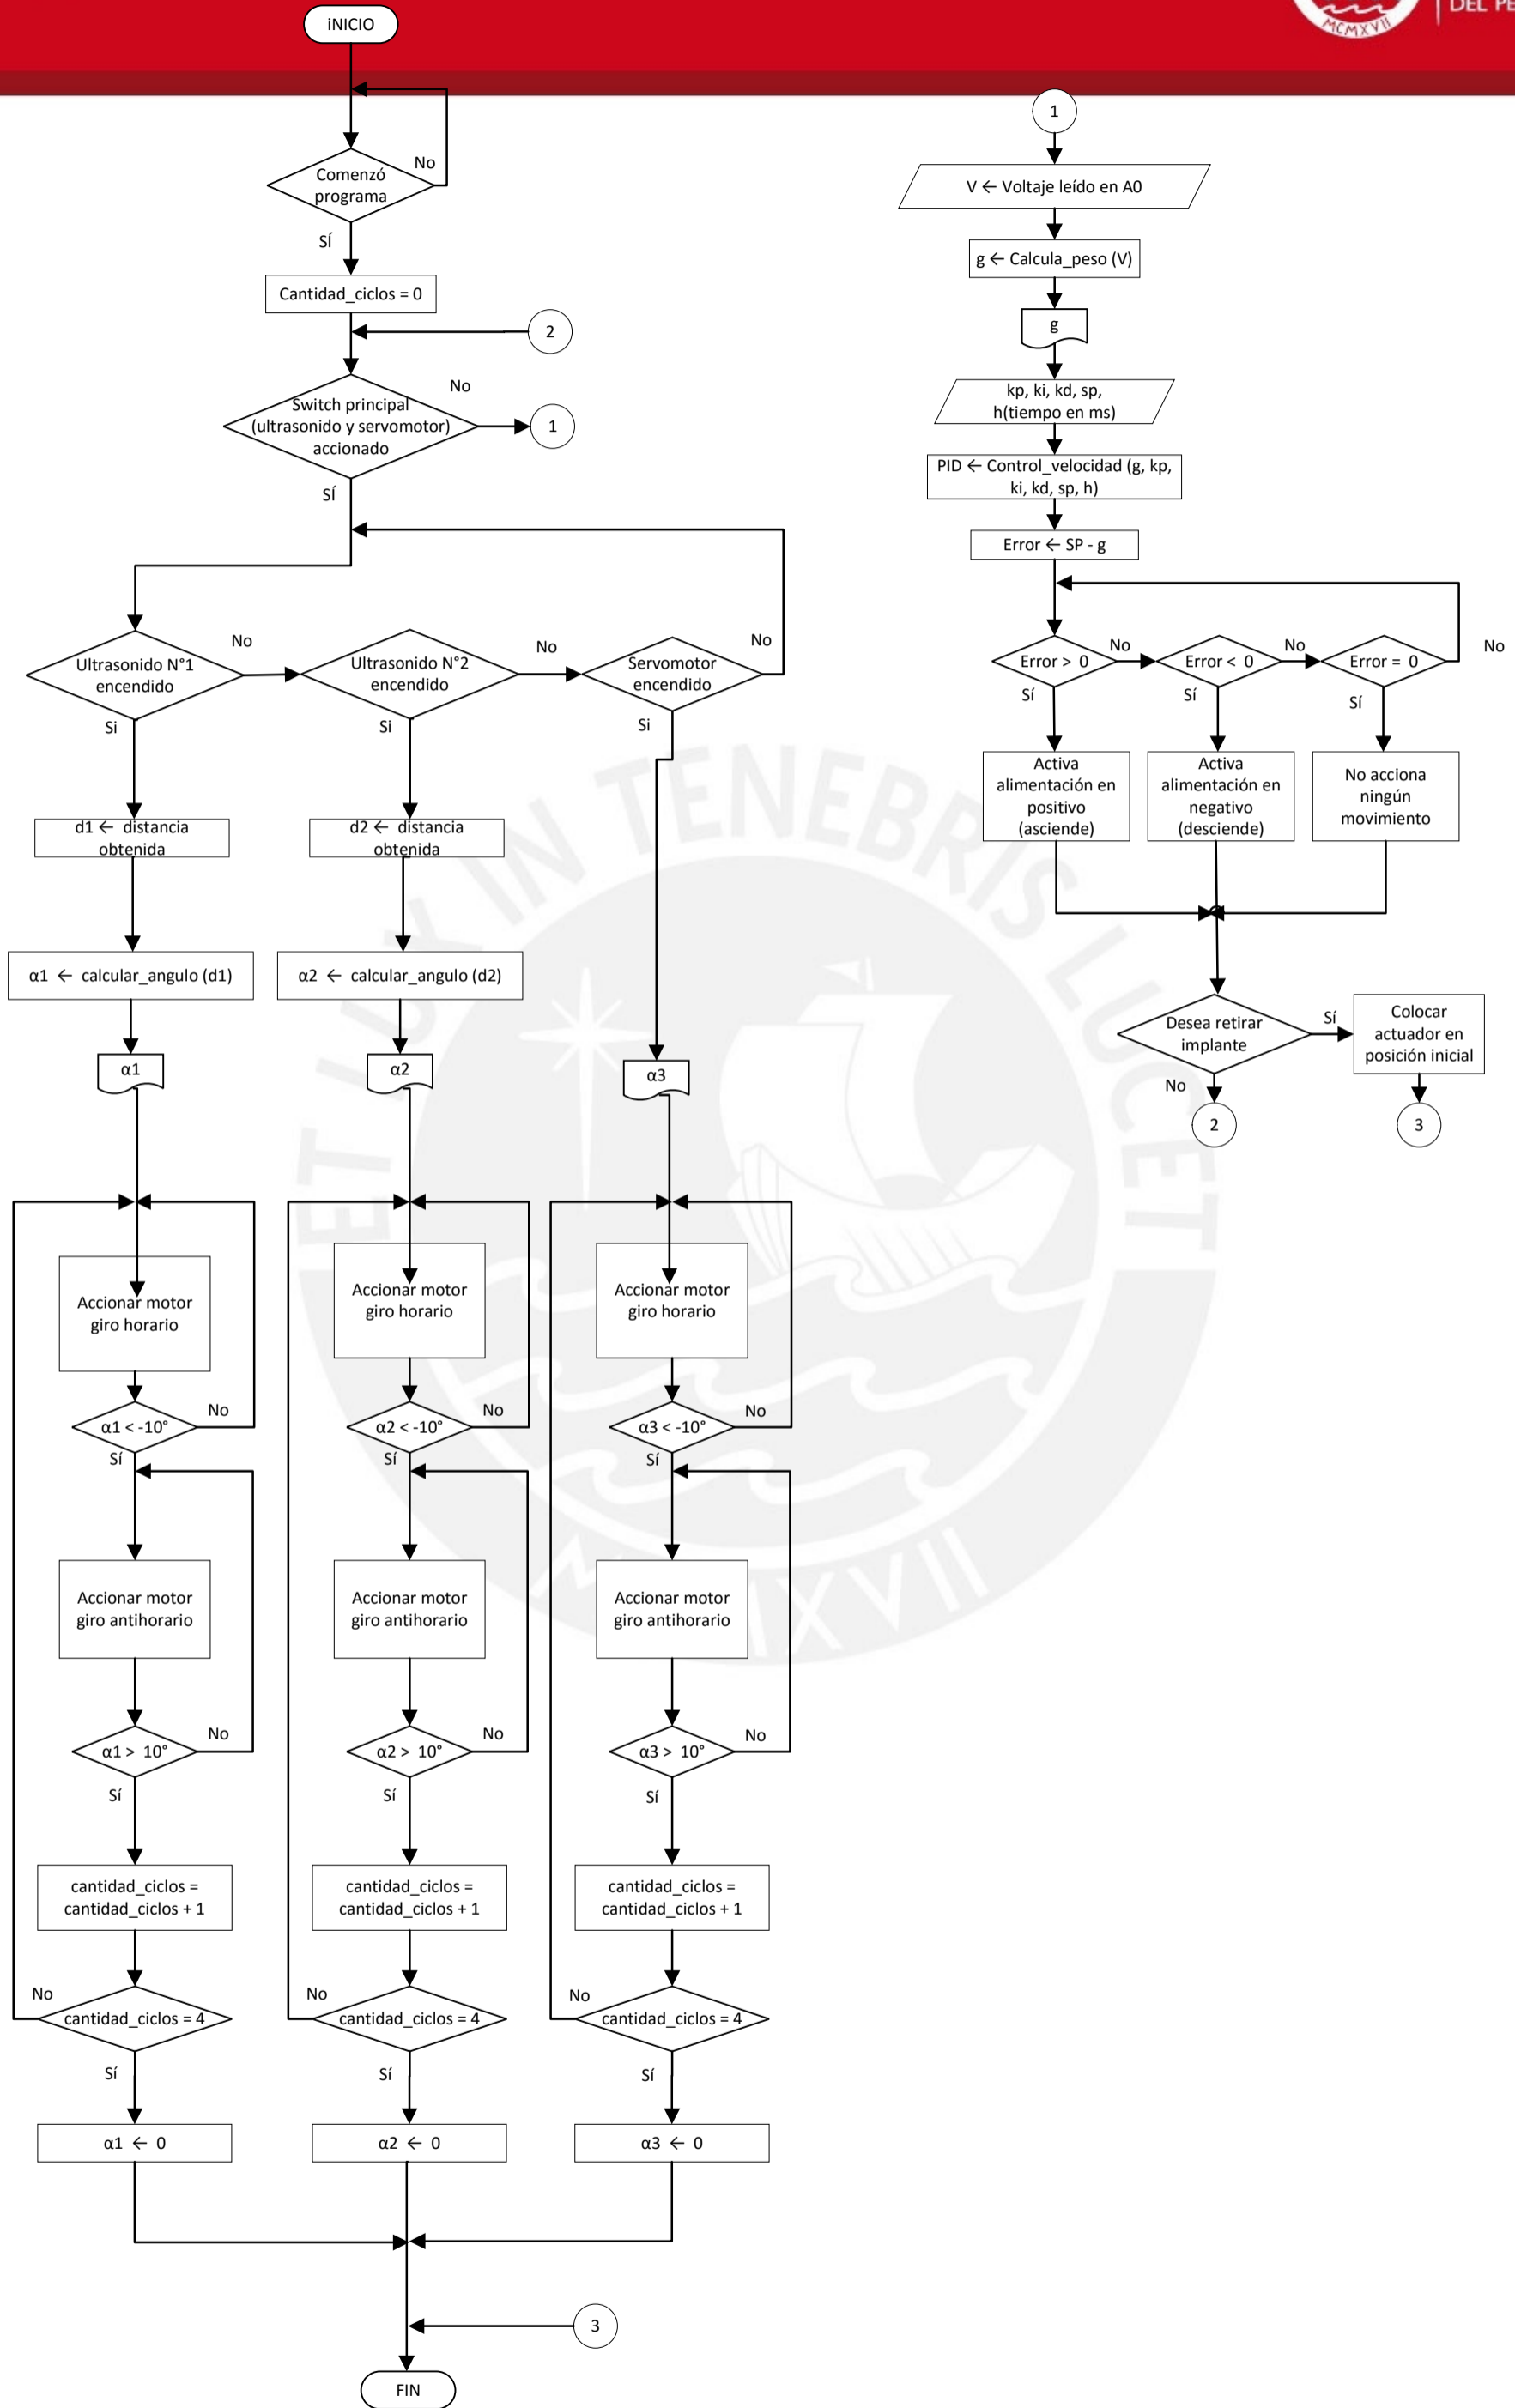 DEL PE
MCMXVII
iNICIO
No
Comenzó
programa
SÍ
Cantidad_ciclos = 0
2
No
Switch principal
(ultrasonido y servomotor)
accionado
1
SÍ
No
Ultrasonido N°1
encendido
Si
No
Ultrasonido N°2
encendido
Si
No
Servomotor
encendido
Si
d1 ← distancia
obtenida
d2 ← distancia
obtenida
α1 ← calcular_angulo (d1)
α2 ← calcular_angulo (d2)
α1
α2
α3
Accionar motor
giro horario
Accionar motor
giro horario
Accionar motor
giro horario
α1 < -10°
No
Sí
α2 < -10°
No
Sí
α3 < -10°
No
Sí
Accionar motor
giro antihorario
Accionar motor
giro antihorario
Accionar motor
giro antihorario
α1 > 10°
No
Sí
α2 > 10°
No
Sí
α3 > 10°
No
Sí
cantidad_ciclos =
cantidad_ciclos + 1
cantidad_ciclos =
cantidad_ciclos + 1
cantidad_ciclos =
cantidad_ciclos + 1
No
cantidad_ciclos = 4
Sí
No
cantidad_ciclos = 4
Sí
No
cantidad_ciclos = 4
Sí
α1 ← 0
α2 ← 0
α3 ← 0
3
FIN
1
V ← Voltaje leído en A0
g ← Calcula_peso (V)
g
kp, ki, kd, sp,
h(tiempo en ms)
PID ← Control_velocidad (g, kp,
ki, kd, sp, h)
Error ← SP - g
Error > 0
No
Sí
Error < 0
No
Sí
Error = 0
No
Sí
Activa
alimentación en
positivo
(asciende)
Activa
alimentación en
negativo
(desciende)
No acciona
ningún
movimiento
Desea retirar
implante
Sí
Colocar
actuador en
posición inicial
No
2
3
ET LUX IN TENEBRIS LUCET
MCMXVII